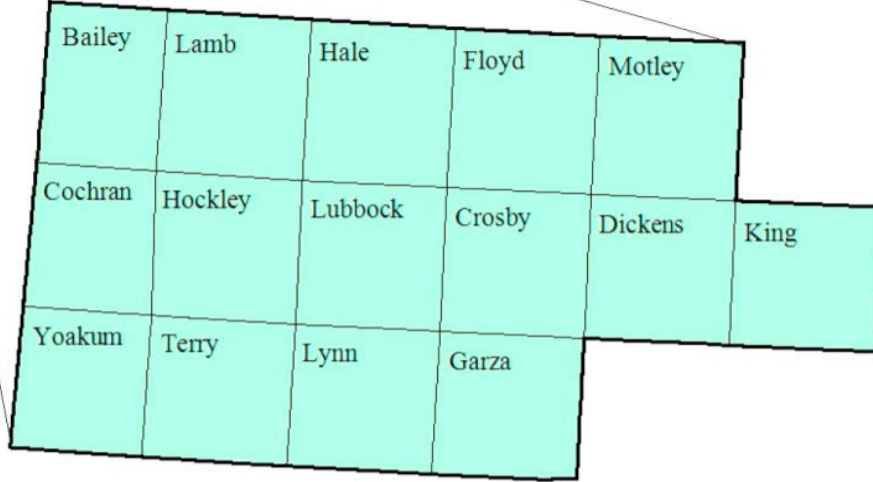 Bailey
Lamb
Hale
Floyd
Motley
Cochran
Hockley
Lubbock
Crosby
Dickens
King
Yoakum
Terry
Lynn
Garza